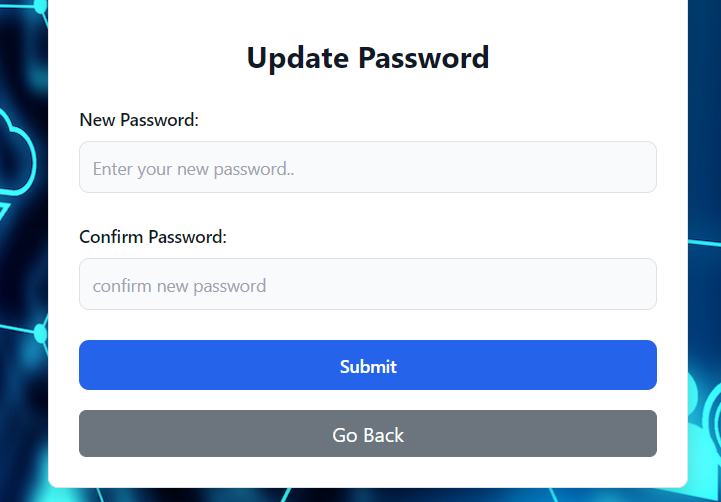 Update Password
New Password:
Enter your new password..
Confirm Password:
confirm new password
Submit
Go Back